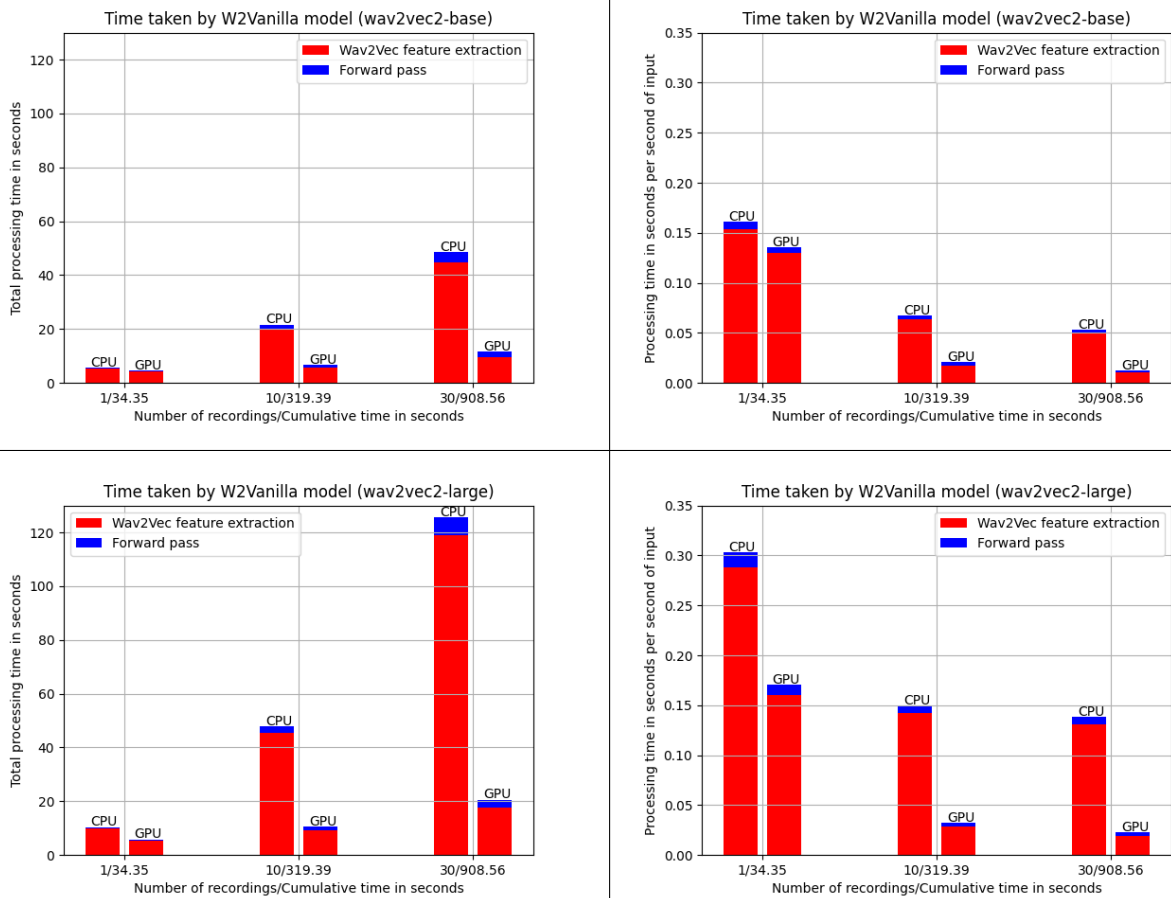 Time taken by W2Vanilla model (wav2vec2-base)
Total processing time in seconds
120
100
80
60
40
20
0
Wav2Vec feature extraction
Forward pass
CPU
GPU
CPU
GPU
CPU
GPU
1/34.35
10/319.39
30/908.56
Number of recordings/Cumulative time in seconds
Time taken by W2Vanilla model (wav2vec2-base)
Processing time in seconds per second of input
0.35
0.30
0.25
0.20
0.15
0.10
0.05
0.00
Wav2Vec feature extraction
Forward pass
CPU
GPU
CPU
GPU
CPU
GPU
1/34.35
10/319.39
30/908.56
Number of recordings/Cumulative time in seconds
Time taken by W2Vanilla model (wav2vec2-large)
Total processing time in seconds
120
100
80
60
40
20
0
Wav2Vec feature extraction
Forward pass
CPU
GPU
CPU
GPU
CPU
GPU
1/34.35
10/319.39
30/908.56
Number of recordings/Cumulative time in seconds
Time taken by W2Vanilla model (wav2vec2-large)
Processing time in seconds per second of input
0.35
0.30
0.25
0.20
0.15
0.10
0.05
0.00
Wav2Vec feature extraction
Forward pass
CPU
GPU
CPU
GPU
CPU
GPU
1/34.35
10/319.39
30/908.56
Number of recordings/Cumulative time in seconds